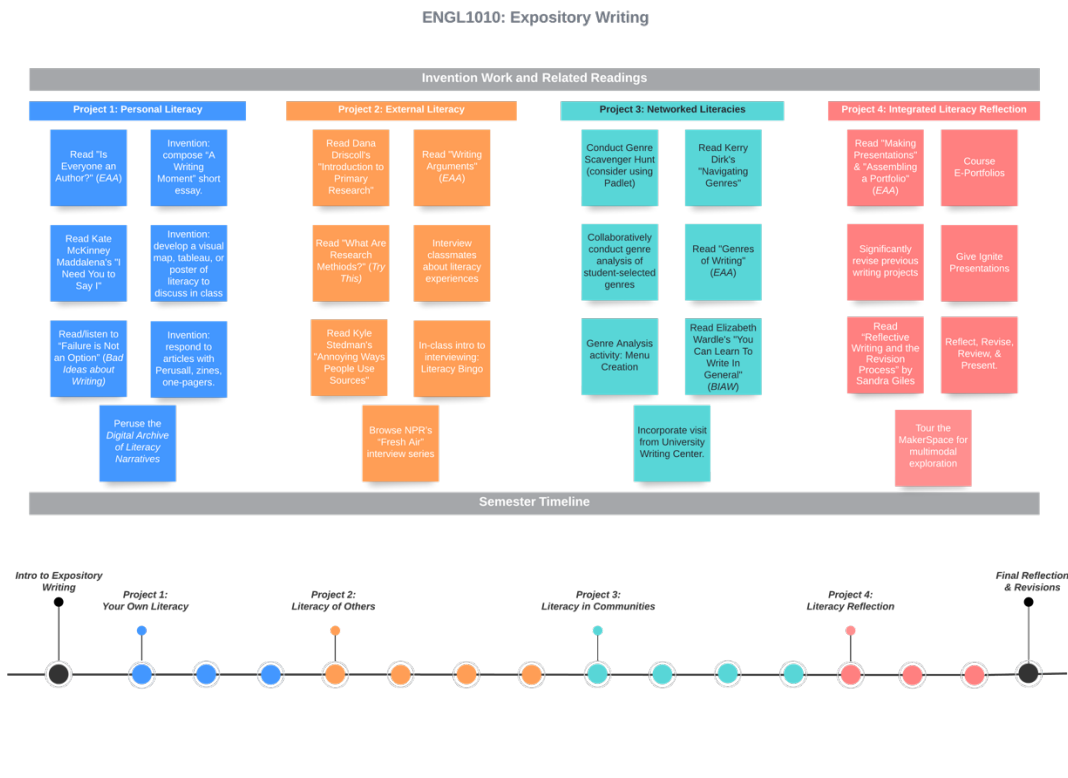 ENGL1010: Expository Writing
Invention Work and Related Readings
Project 1: Personal Literacy
Read "Is
Everyone an
Author?" (EAA)
Invention:
compose "A
Writing
Moment" short
essay.
Read Kate
McKinney
Maddalena's "I
Need You to
Say I"
Invention:
develop a visual
map, tableau, or
poster of
literacy to
discuss in class
Read/listen to
"Failure is Not
an Option" (Bad
Ideas about
Writing)
Invention:
respond to
articles with
Perusall, zines,
one-pagers.
Peruse the
Digital Archive
of Literacy
Narratives
Project 2: External Literacy
Read Dana
Driscoll's
"Introduction to
Primary
Research"
Read "Writing
Arguments"
(EAA)
Read "What Are
Research
Methiods?" (Try
This)
Interview
classmates
about literacy
experiences
Read Kyle
Stedman's
"Annoying Ways
People Use
Sources"
In-class intro to
interviewing:
Literacy Bingo
Browse NPR's
"Fresh Air"
interview series
Project 3: Networked Literacies
Conduct Genre
Scavenger Hunt
(consider using
Padlet)
Read Kerry
Dirk's
"Navigating
Genres"
Collaboratively
conduct genre
analysis of
student-selected
genres
Read "Genres
of Writing"
(EAA)
Genre Analysis
activity: Menu
Creation
Read Elizabeth
Wardle's "You
Can Learn To
Write In
General"
(BIAW)
Incorporate visit
from University
Writing Center.
Project 4: Integrated Literacy Reflection
Read "Making
Presentations"
& "Assembling
a Portfolio"
(EAA)
Course
E-Portfolios
Significantly
revise previous
writing projects
Give Ignite
Presentations
Read
"Reflective
Writing and the
Revision
Process" by
Sandra Giles
Reflect, Revise,
Review, &
Present.
Tour the
MakerSpace for
multimodal
exploration
Semester Timeline
Intro to Expository
Writing
Project 1:
Your Own Literacy
Project 2:
Literacy of Others
Project 3:
Literacy in Communities
Project 4:
Literacy Reflection
Final Reflection
& Revisions